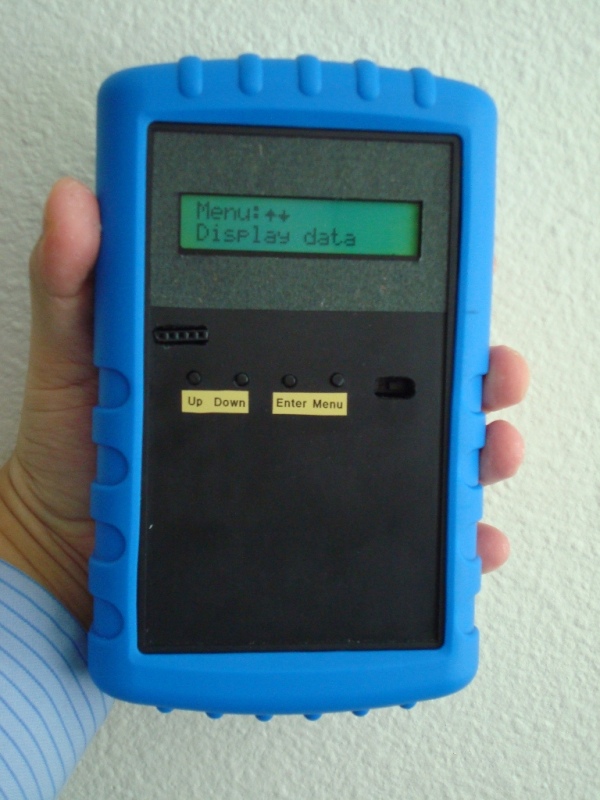 Menu:↑↓
Display data
Up Down Enter Menu